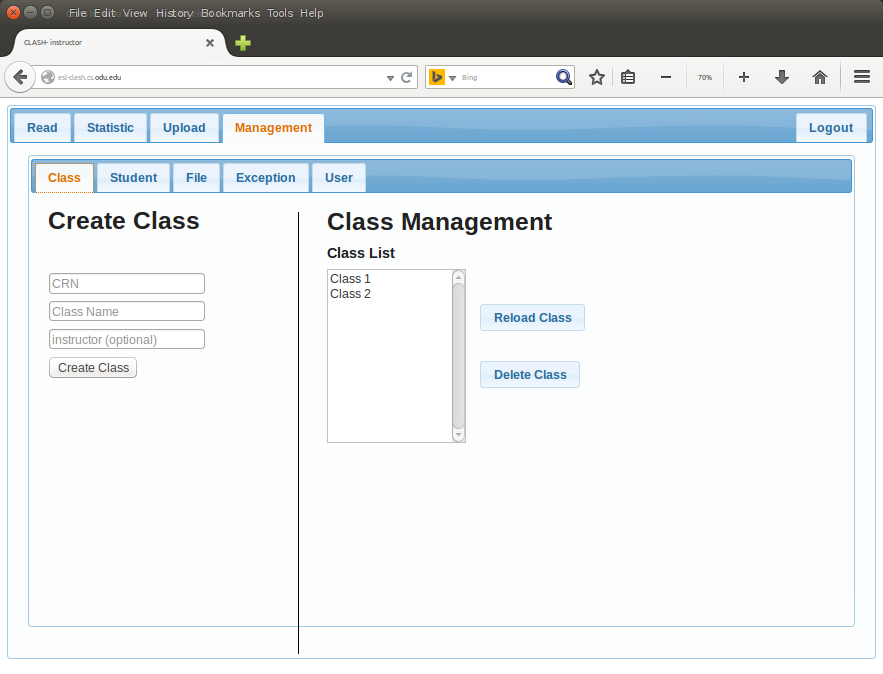 File Edit View History Bookmarks Tools Help
CLASH- instructor
esl-clash.cs.odu.edu
Bing
70%
Read Statistic Upload Management Logout
Class Student File Exception User
Create Class
Class Management
Class List
CRN
Class Name
instructor (optional)
Create Class
Class 1
Class 2
Reload Class
Delete Class